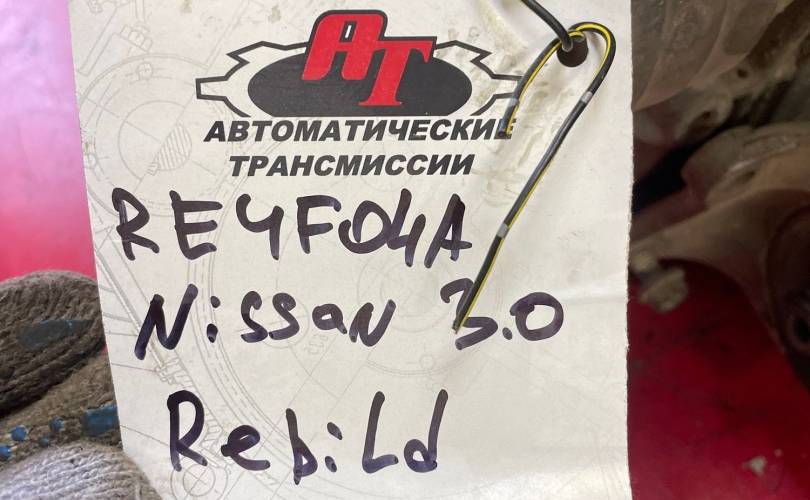 AT
АВТОМАТИЧЕСКИЕ
ТРАНСМИССИИ
RE4F04A
Nissan 3.0
Rebild